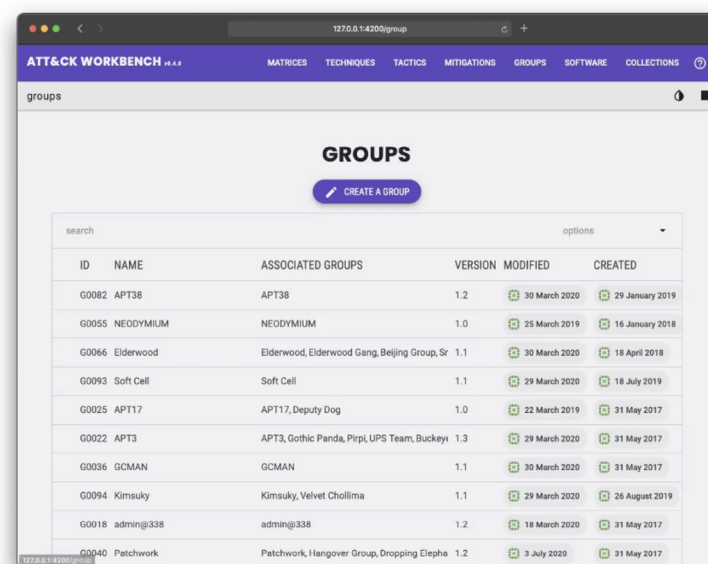 127.0.0.1:4200/group
ATT&CK WORKBENCH v0.4.0 MATRICES TECHNIQUES TACTICS MITIGATIONS GROUPS SOFTWARE COLLECTIONS
groups
GROUPS
CREATE A GROUP
search options
ID NAME ASSOCIATED GROUPS VERSION MODIFIED CREATED
G0082 APT38 APT38 1.2 30 March 2020 29 January 2019
G0055 NEODYMIUM NEODYMIUM 1.0 25 March 2019 16 January 2018
G0066 Elderwood Elderwood, Elderwood Gang, Beijing Group, Sr 1.1 30 March 2020 18 April 2018
G0093 Soft Cell Soft Cell 1.1 29 March 2020 18 July 2019
G0025 APT17 APT17, Deputy Dog 1.0 22 March 2019 31 May 2017
G0022 APT3 APT3, Gothic Panda, Pirpi, UPS Team, Buckeye 1.3 29 March 2020 31 May 2017
G0036 GCMAN GCMAN 1.1 30 March 2020 31 May 2017
G0094 Kimsuky Kimsuky, Velvet Chollima 1.1 29 March 2020 26 August 2019
G0018 admin@338 admin@338 1.2 18 March 2020 31 May 2017
G0040 Patchwork Patchwork, Hangover Group, Dropping Elepha 1.2 3 July 2020 31 May 2017
127.0.0.1:4200/group